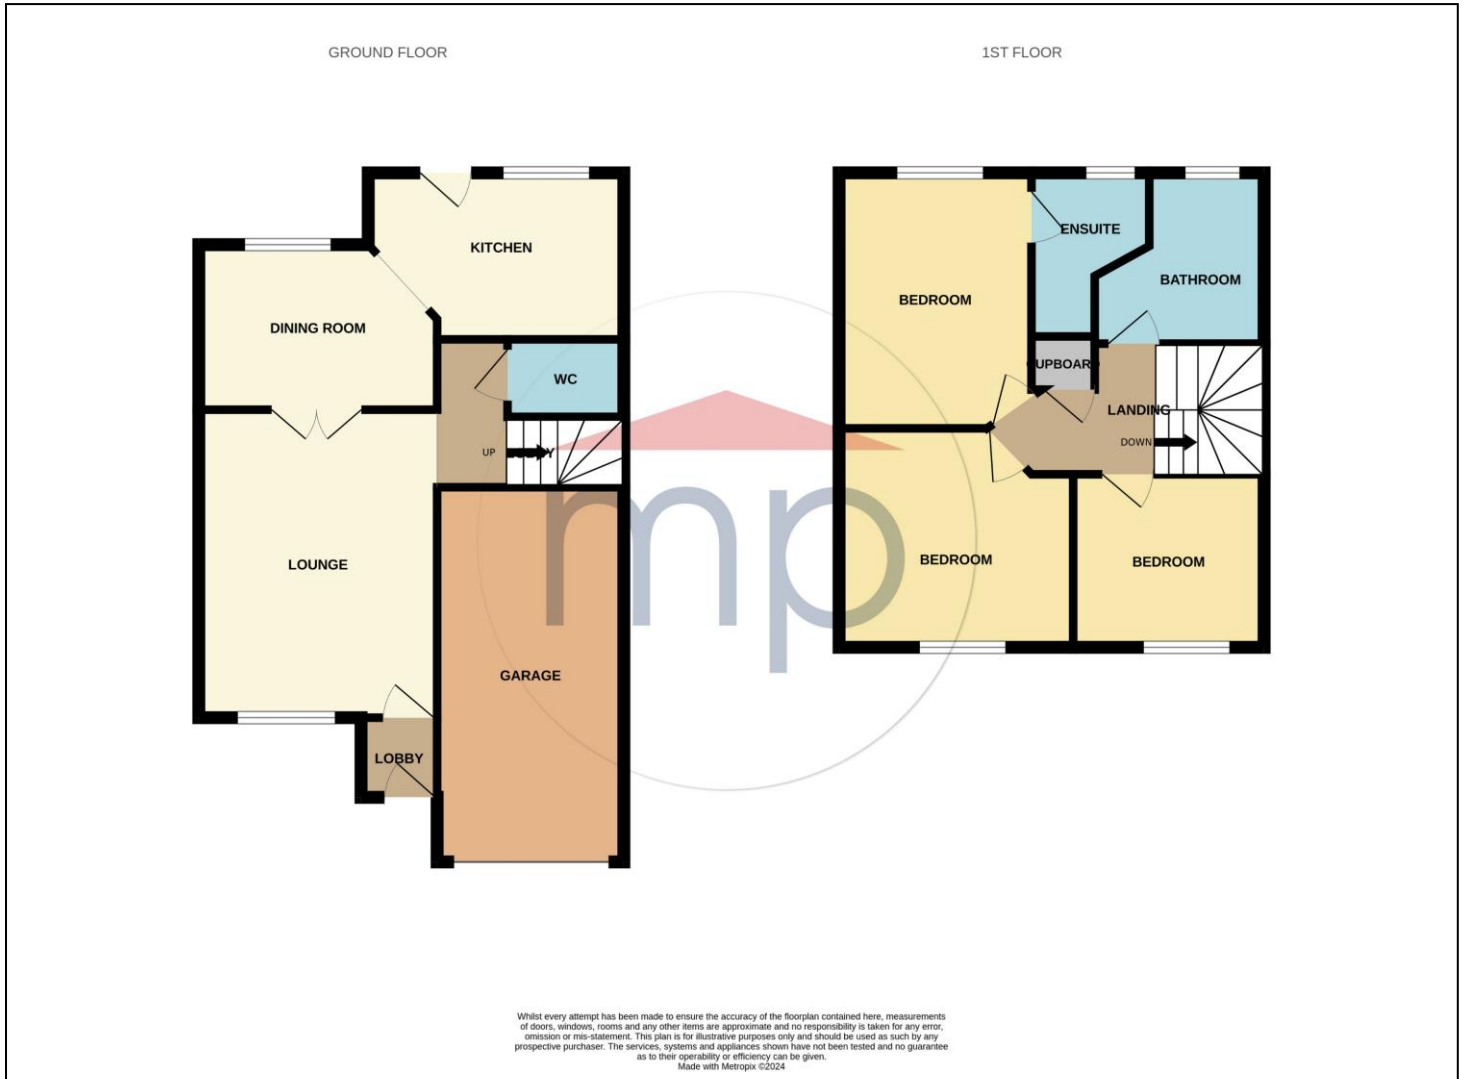 GROUND FLOOR
1ST FLOOR
KITCHEN
DINING ROOM
WC
UP
LOUNGE
GARAGE
LOBBY
ENSUITE
BATHROOM
BEDROOM
CUPBOARD
LANDING
DOWN
BEDROOM
BEDROOM
mp
Whilst every attempt has been made to ensure the accuracy of the floorplan contained here, measurements
of doors, windows, rooms and any other items are approximate and no responsibility is taken for any error,
omission or mis-statement. This plan is for illustrative purposes only and should be used as such by any
prospective purchaser. The services, systems and appliances shown have not been tested and no guarantee
as to their operability or efficiency can be given.
Made with Metropix ©2024